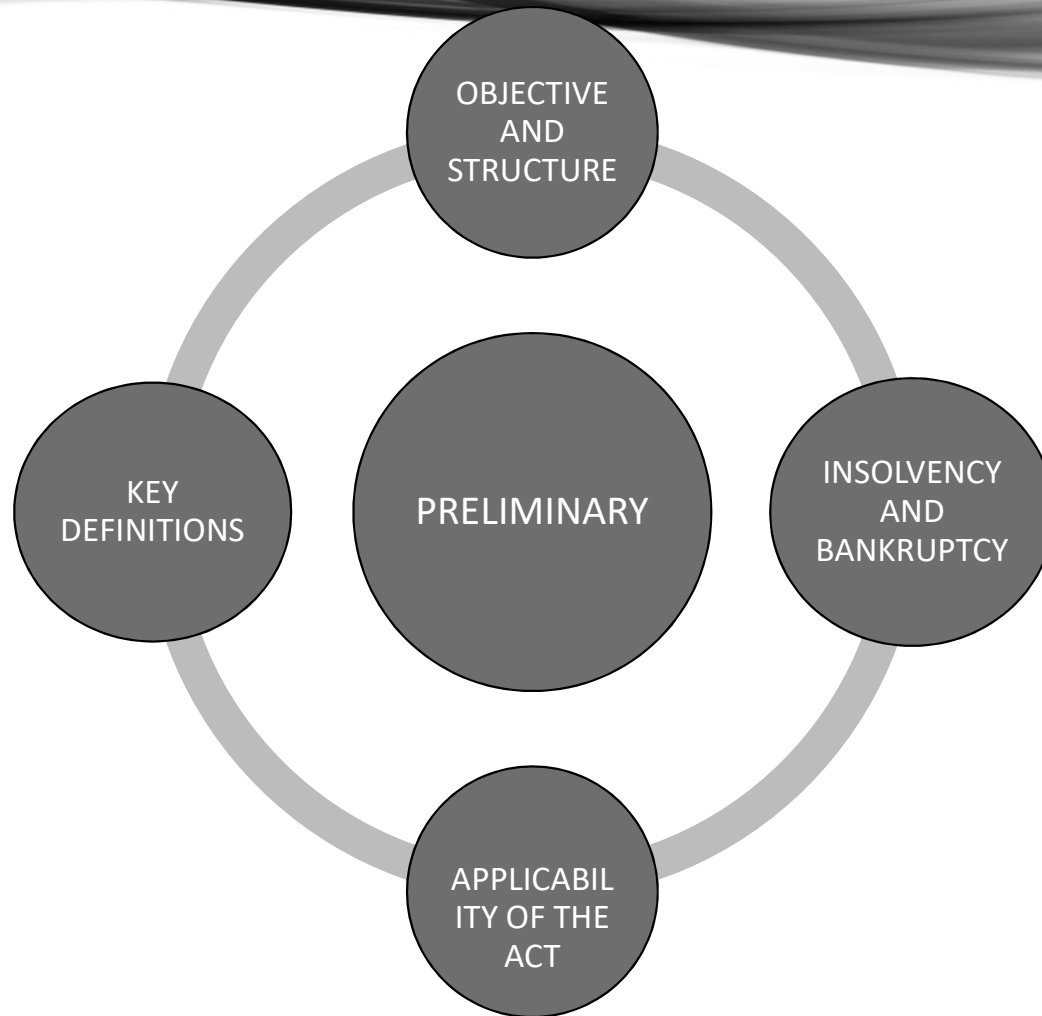 OBJECTIVE
AND
STRUCTURE
KEY
DEFINITIONS
PRELIMINARY
INSOLVENCY
AND
BANKRUPTCY
APPLICABIL
ITY OF THE
ACT